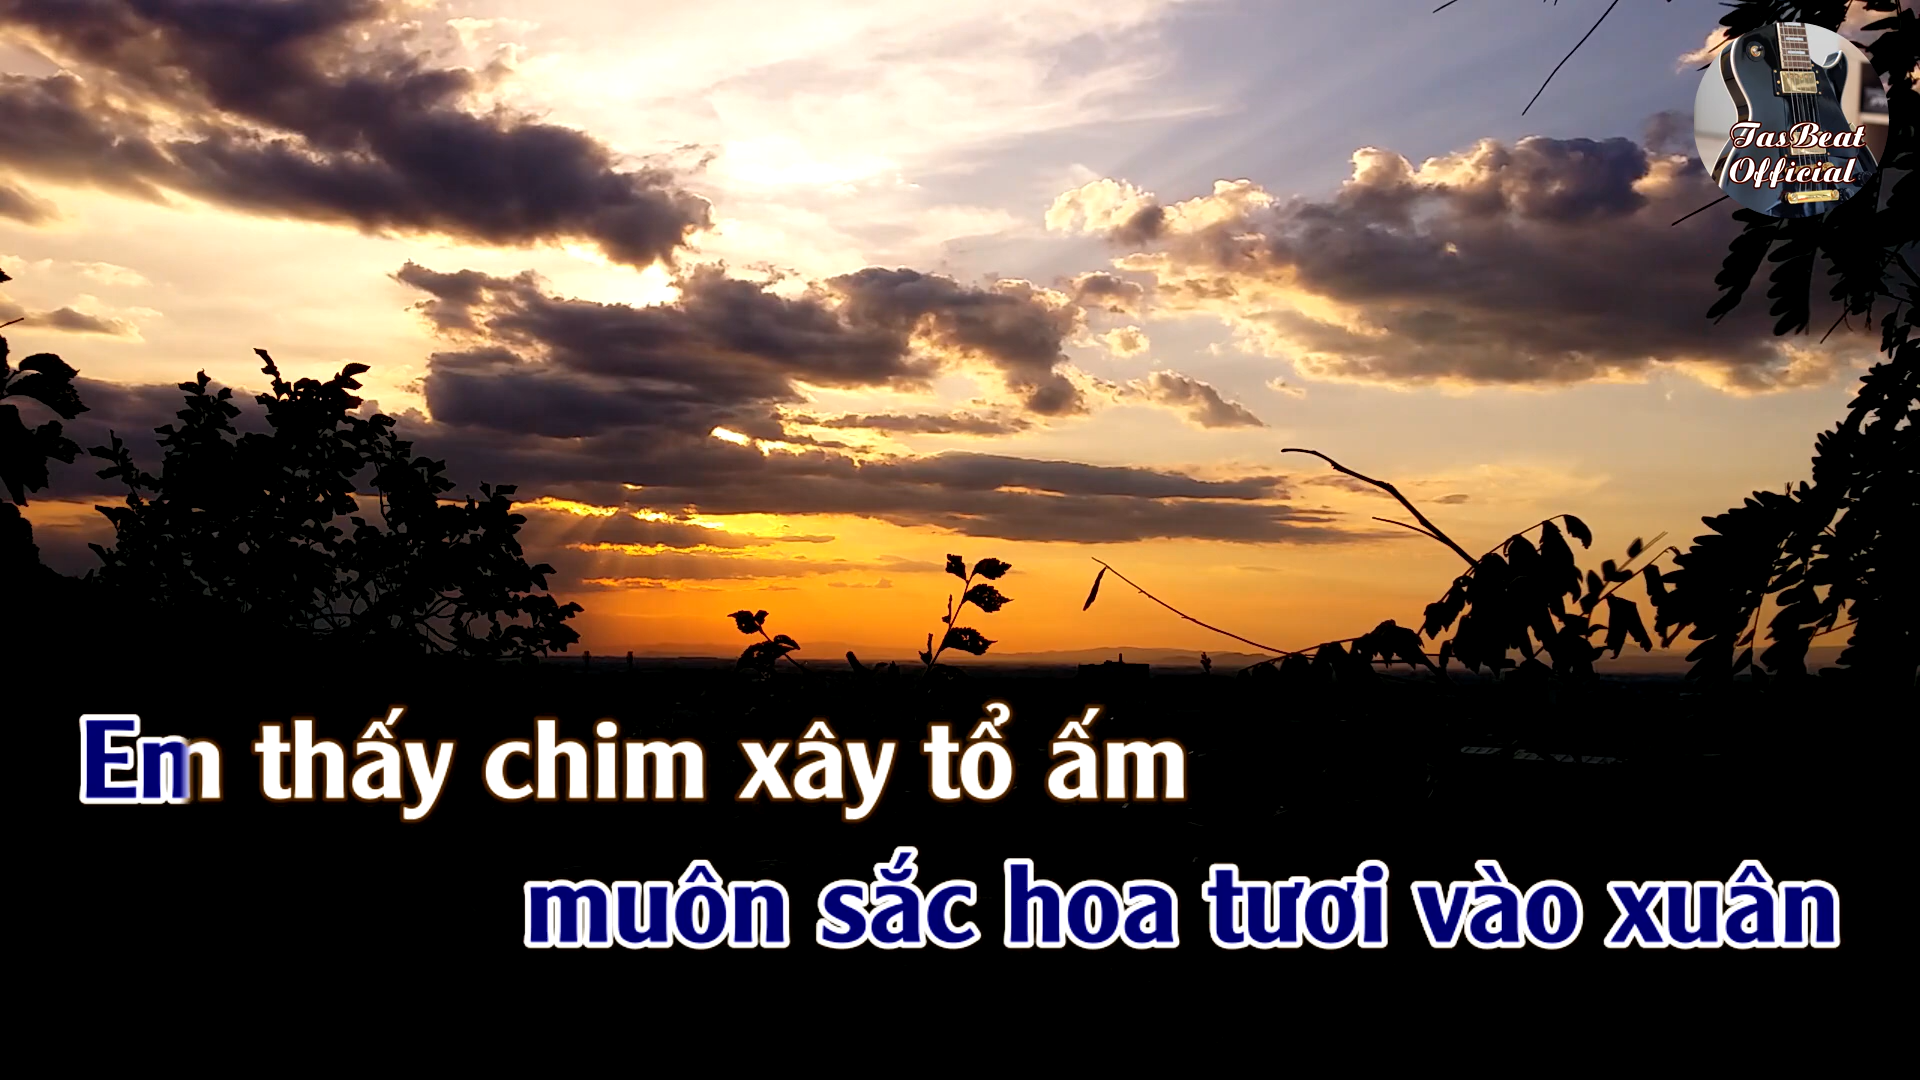 TasBeat
Official
Em thấy chim xây tổ ấm
muôn sắc hoa tươi vào xuân